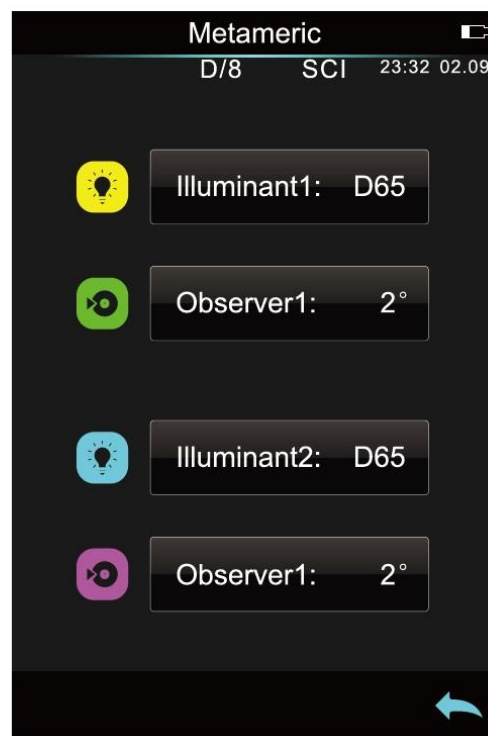 Metameric
D/8 SCI 23:32 02.09
Illuminant1: D65
Observer1: 2°
Illuminant2: D65
Observer1: 2°